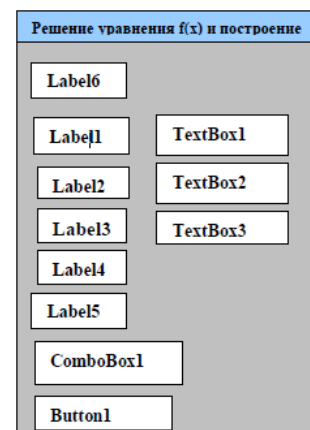 Решение уравнения f(x) и построение
Label6
Label1 TextBox1
Label2 TextBox2
Label3 TextBox3
Label4
Label5
ComboBox1
Button1